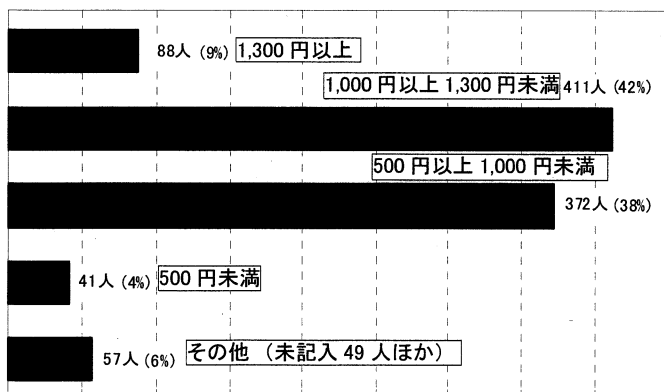 88人 (9%) 1,300 円以上
1,000 円以上 1,300 円未満 411人 (42%)
500 円以上 1,000 円未満
372人 (38%)
41人 (4%) 500 円未満
57人 (6%) その他 (未記入 49 人ほか)